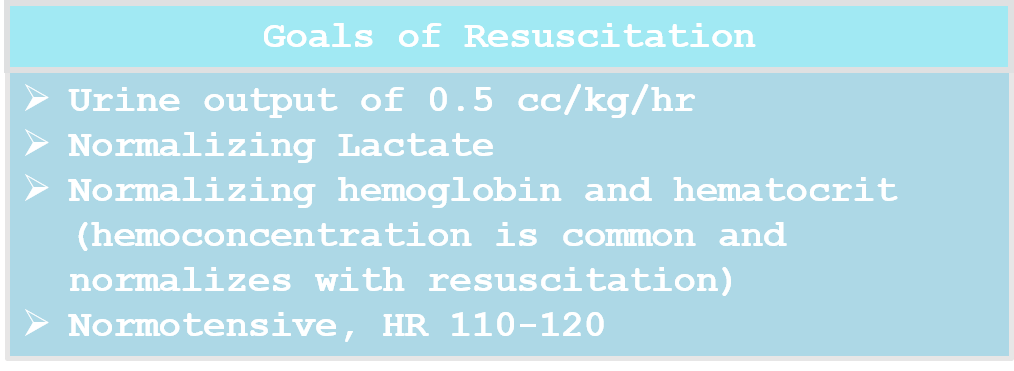 Goals of Resuscitation
➢ Urine output of 0.5 cc/kg/hr
➢ Normalizing Lactate
➢ Normalizing hemoglobin and hematocrit
(hemoconcentration is common and
normalizes with resuscitation)
➢ Normotensive, HR 110-120